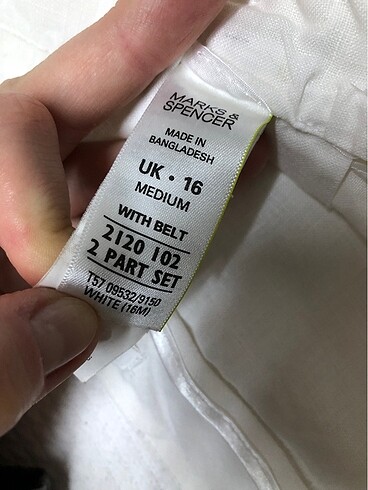 MARKS &
SPENCER
MADE IN
BANGLADESH
UK • 16
MEDIUM
WITH BELT
2120 102
2 PART SET
T57 09532/9150
WHITE (16M)